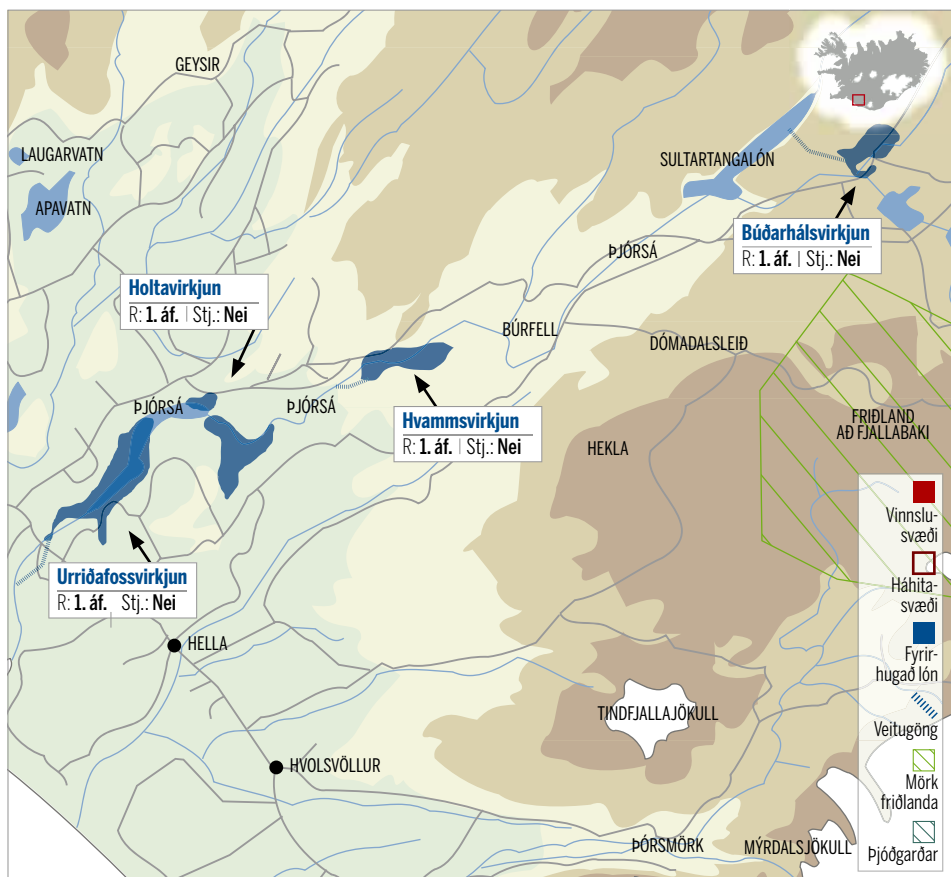 GEYSIR
LAUGARVATN
APAVATN
SULTARTANGALÓN
Búðarhálsvirkjun
R: 1. áf. | Stj.: Nei
ÞJÓRSÁ
Holtavirkjun
R: 1. áf. | Stj.: Nei
BÚRFELL
DÓMADALSLEIÐ
ÞJÓRSÁ
ÞJÓRSÁ
Hvammsvirkjun
R: 1. áf. | Stj.: Nei
FRIÐLAND
AÐ FJALLABAKI
HEKLA
Urriðafossvirkjun
R: 1. áf. | Stj.: Nei
HELLA
TINDFJALLAJÖKULL
HVOLSVÖLLUR
ÞÓRSMÖRK
MÝRDALSJÖKULL
Vinnslu-
svæði
Háhita-
svæði
Fyrir-
hugað lón
Veitugöng
Mörk
friðlanda
Þjóðgarðar